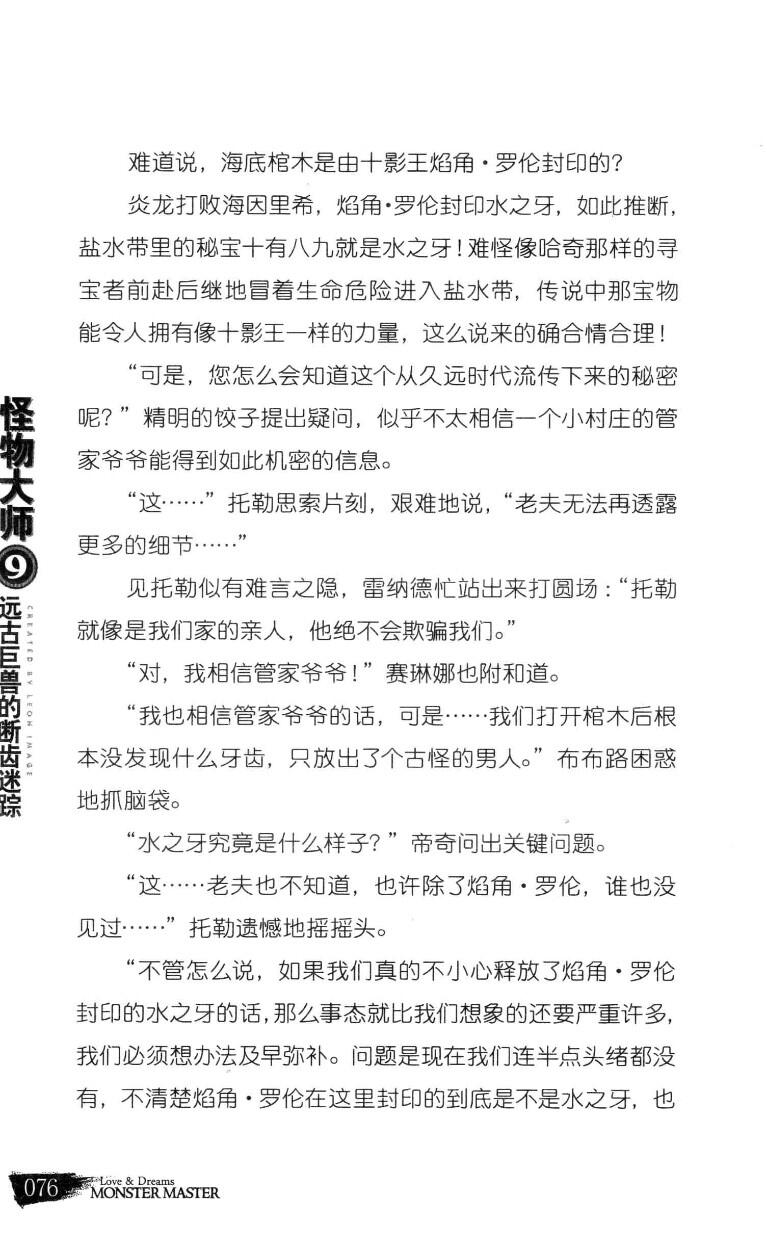 难道说，海底棺木是由十影王焰角·罗伦封印的？
炎龙打败海因里希，焰角·罗伦封印水之牙，如此推断，
盐水带里的秘宝十有八九就是水之牙！难怪像哈奇那样的寻
宝者前赴后继地冒着生命危险进入盐水带，传说中那宝物
能令人拥有像十影王一样的力量，这么说来的确合情合理！
“可是，您怎么会知道这个从久远时代流传下来的秘密
呢？”精明的饺子提出疑问，似乎不太相信一个小村庄的管
家爷爷能得到如此机密的信息。
“这……”托勒思索片刻，艰难地说，“老夫无法再透露
更多的细节……”
见托勒似有难言之隐，雷纳德忙站出来打圆场：“托勒
就像是我们家的亲人，他绝不会欺骗我们。”
“对，我相信管家爷爷！”赛琳娜也附和道。
“我也相信管家爷爷的话，可是……我们打开棺木后根
本没发现什么牙齿，只放出了个古怪的男人。”布布路困惑
地抓脑袋。
“水之牙究竟是什么样子？”帝奇问出关键问题。
“这……老夫也不知道，也许除了焰角·罗伦，谁也没
见过……”托勒遗憾地摇摇头。
“不管怎么说，如果我们真的不小心释放了焰角·罗伦
封印的水之牙的话，那么事态就比我们想象的还要严重许多，
我们必须想办法及早弥补。问题是现在我们连半点头绪都没
有，不清楚焰角·罗伦在这里封印的到底是不是水之牙，也
怪物大师
9
远古巨兽的断齿迷踪
CREATED BY LEON IMAGE
076
Love & Dreams
MONSTER MASTER